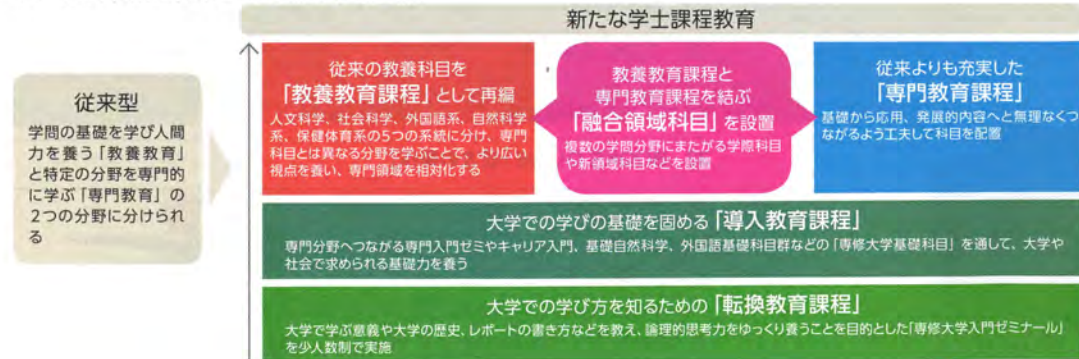 新たな学士課程教育
従来型
学問の基礎を学び人間
力を養う「教養教育」
と特定の分野を専門的
に学ぶ「専門教育」の
2つの分野に分けられ
る
従来の教養科目を
「教養教育課程」として再編
人文科学、社会科学、外国語系、自然科学
系、保健体育系の5つの系統に分け、専門
科目とは異なる分野を学ぶことで、より広い
視点を養い、専門領域を相対化する
教養教育課程と
専門教育課程を結ぶ
「融合領域科目」を設置
複数の学問分野にまたがる学際科目
や新領域科目などを設置
従来よりも充実した
「専門教育課程」
基礎から応用、発展的内容へと無理なくつ
ながるよう工夫して科目を配置
大学での学びの基礎を固める「導入教育課程」
専門分野へつながる専門入門ゼミやキャリア入門、基礎自然科学、外国語基礎科目群などの「専修大学基礎科目」を通して、大学や
社会で求められる基礎力を養う
大学での学び方を知るための「転換教育課程」
大学で学ぶ意義や大学の歴史、レポートの書き方などを教え、論理的思考力をゆっくり養うことを目的とした「専修大学入門ゼミナール」
を少人数制で実施